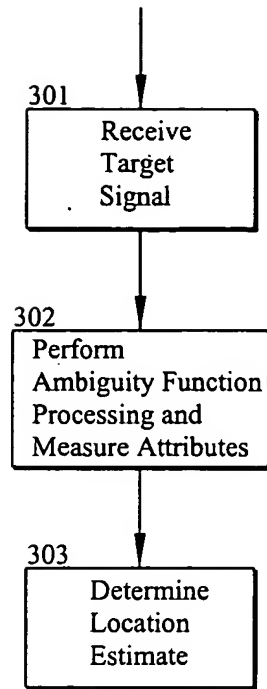 301
Receive
Target
Signal
302
Perform
Ambiguity Function
Processing and
Measure Attributes
303
Determine
Location
Estimate